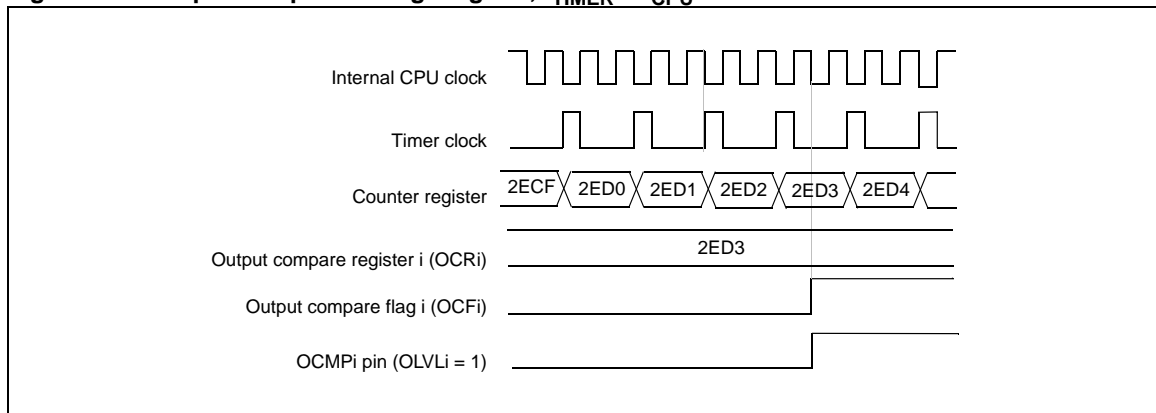 Internal CPU clock
Timer clock
Counter register
2ECF 2ED0 2ED1 2ED2 2ED3 2ED4
Output compare register i (OCRi)
2ED3
Output compare flag i (OCFi)
OCMPi pin (OLVLi = 1)